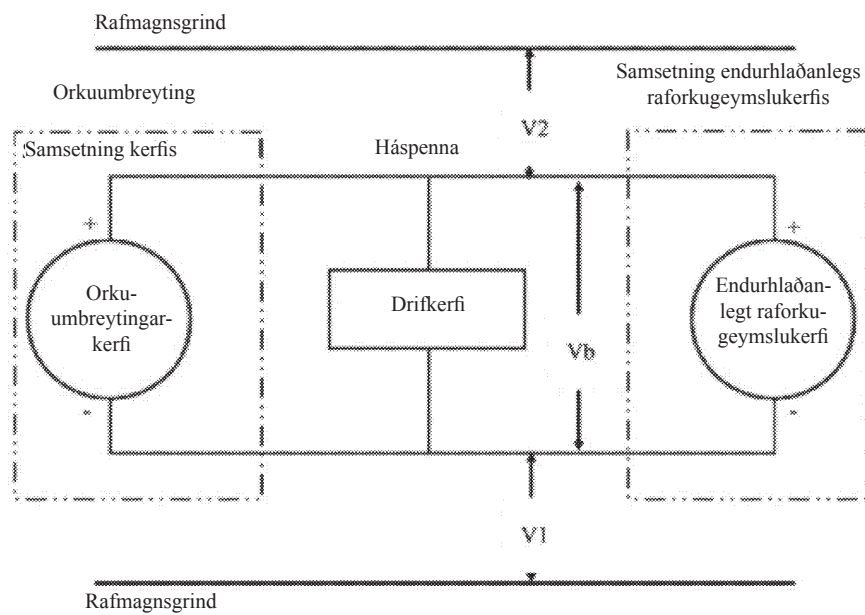 Rafmagnsgrind
Orkuumbreyting
Samsetning endurhlaðanlegs
raforkugeymslukerfis
V2
Samsetning kerfis
Háspenna
+
+
Orku-
umbreytingar-
kerfi
Drifkerfi
Endurhlaðan-
legt raforku-
geymslukerfi
Vb
-
-
V1
Rafmagnsgrind